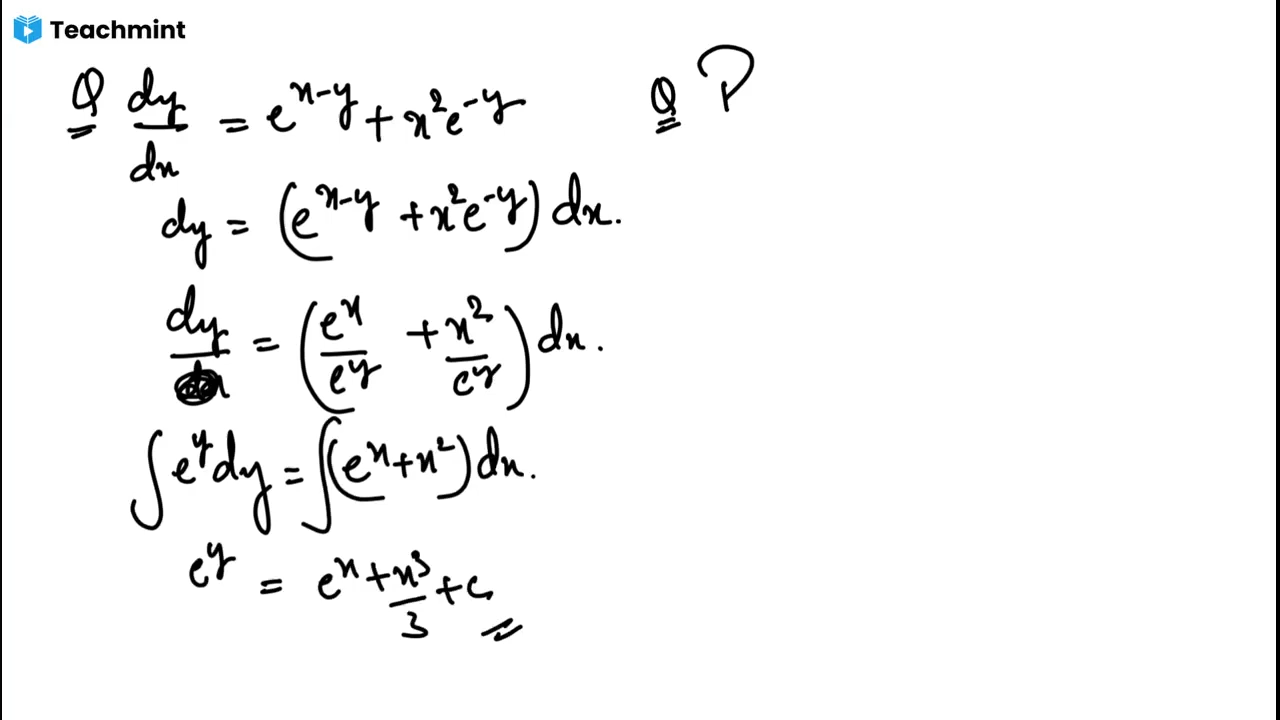 Teachmint
Q dy/dx = e^(x-y) + x²e^(-y)
dy = (e^(x-y) + x²e^(-y)) dx.
dy = (e^x/e^y + x²/e^y) dx.
∫e^y dy = ∫(e^x + x²) dx.
e^y = e^x + x³/3 + c
Q